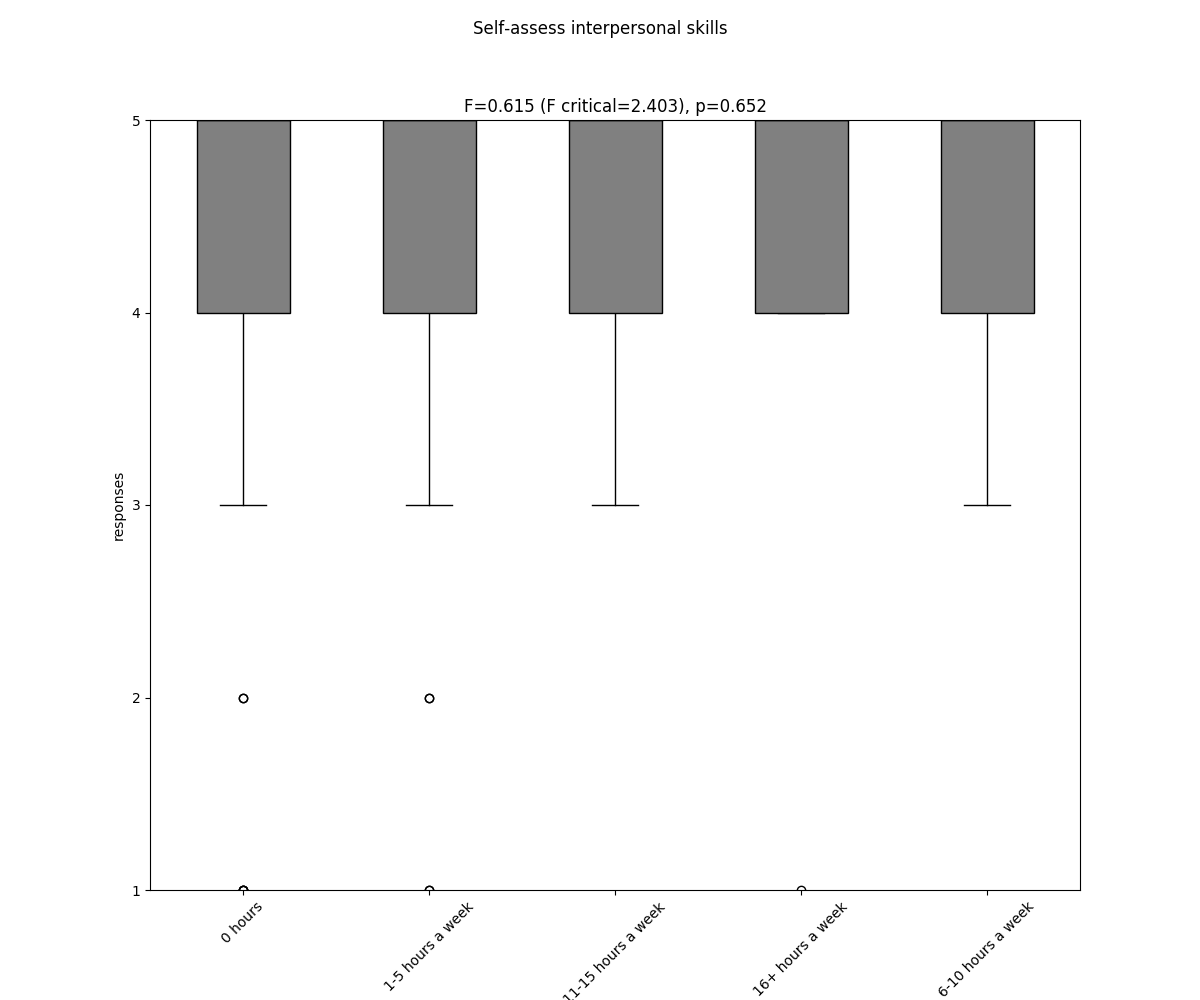 Self-assess interpersonal skills
F=0.615 (F critical=2.403), p=0.652
responses
5
4
3
2
1
0 hours
1-5 hours a week
11-15 hours a week
16+ hours a week
6-10 hours a week